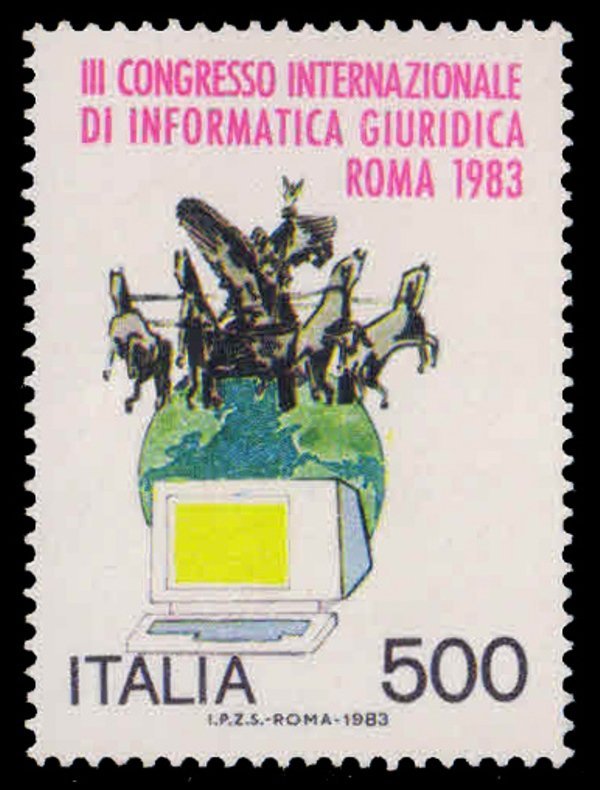 III CONGRESSO INTERNAZIONALE
DI INFORMATICA GIURIDICA
ROMA 1983
ITALIA 500
I.P.Z.S.-ROMA-1983